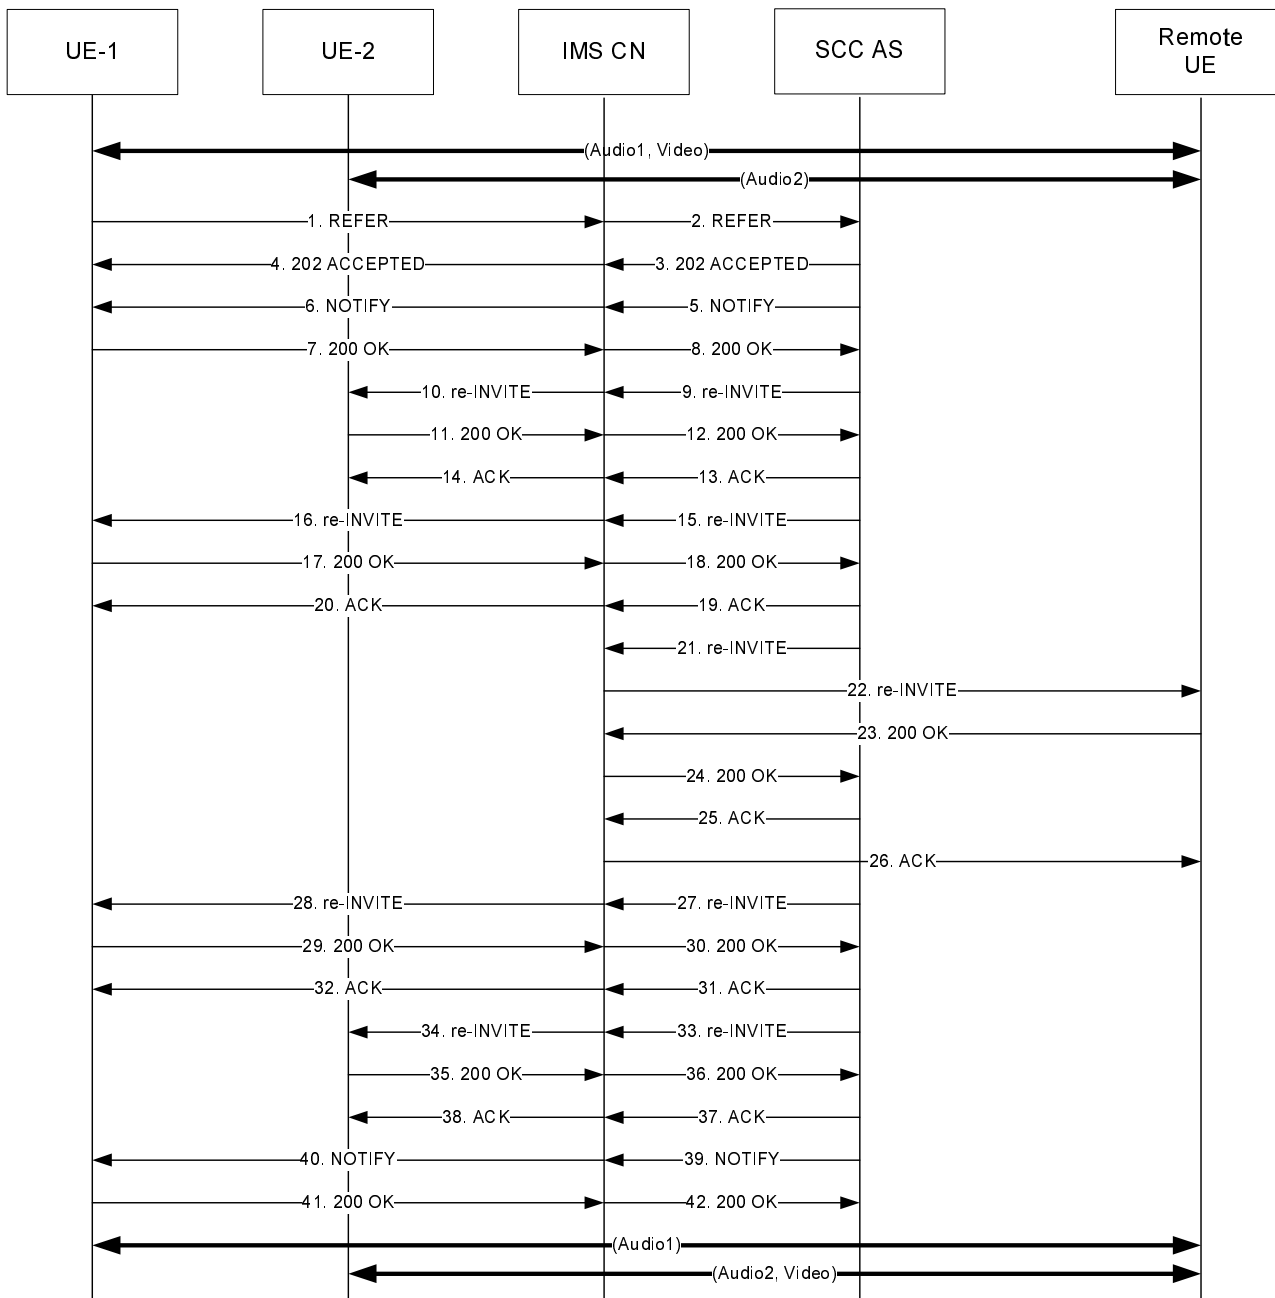 UE-1
UE-2
IMS CN
SCC AS
Remote
UE
(Audio1, Video)
(Audio2)
1. REFER
2. REFER
4. 202 ACCEPTED
3. 202 ACCEPTED
6. NOTIFY
5. NOTIFY
7. 200 OK
8. 200 OK
10. re-INVITE
9. re-INVITE
11. 200 OK
12. 200 OK
14. ACK
13. ACK
16. re-INVITE
15. re-INVITE
17. 200 OK
18. 200 OK
20. ACK
19. ACK
21. re-INVITE
22. re-INVITE
23. 200 OK
24. 200 OK
25. ACK
26. ACK
28. re-INVITE
27. re-INVITE
29. 200 OK
30. 200 OK
32. ACK
31. ACK
34. re-INVITE
33. re-INVITE
35. 200 OK
36. 200 OK
38. ACK
37. ACK
40. NOTIFY
39. NOTIFY
41. 200 OK
42. 200 OK
(Audio1)
(Audio2, Video)